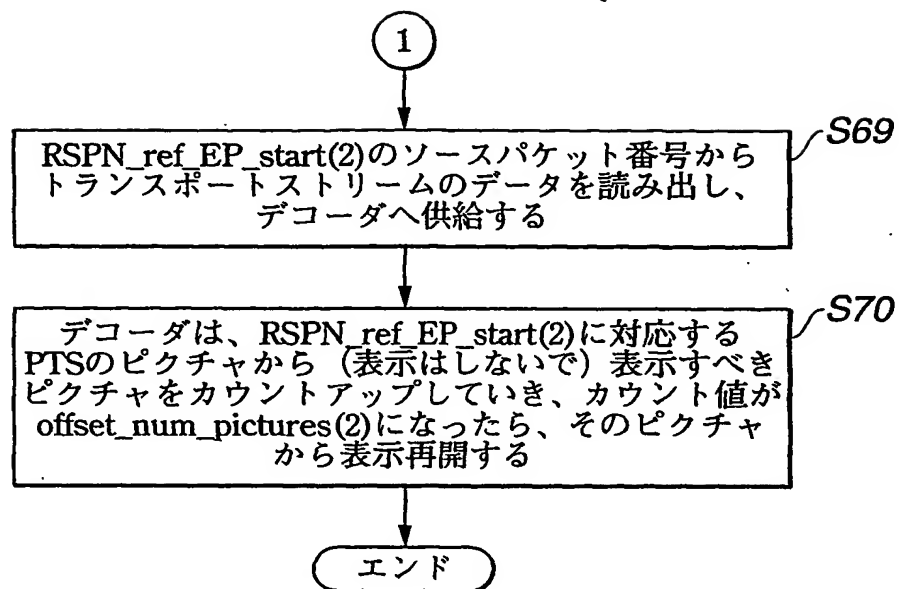 1
RSPN_ref_EP_start(2)のソースパケット番号から
トランスポートストリームのデータを読み出し、
デコーダへ供給する
S69
デコーダは、RSPN_ref_EP_start(2)に対応する
PTSのピクチャから（表示はしないで）表示すべき
ピクチャをカウントアップしていき、カウント値が
offset_num_pictures(2)になったら、そのピクチャ
から表示再開する
S70
エンド